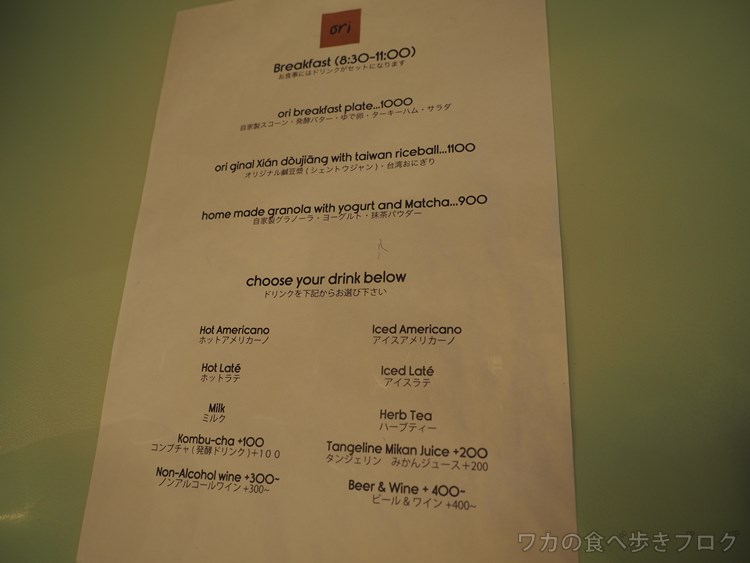 ori
Breakfast (8:30-11:00)
お食事にはドリンクがセットになります
ori breakfast plate...1000
自家製スコーン・発酵バター・ゆで卵・ターキーハム・サラダ
ori ginal Xián dòujiāng with taiwan riceball...1100
オリジナル鹹豆漿(シェントウジャン)・台湾おにぎり
home made granola with yogurt and Matcha...900
自家製グラノーラ・ヨーグルト・抹茶パウダー
choose your drink below
ドリンクを下記からお選び下さい
Hot Americano
ホットアメリカーノ
Iced Americano
アイスアメリカーノ
Hot Laté
ホットラテ
Iced Laté
アイスラテ
Milk
ミルク
Herb Tea
ハーブティー
Kombu-cha +100
コンブチャ(発酵ドリンク)+100
Tangeline Mikan Juice +200
タンジェリン みかんジュース+200
Non-Alcohol wine +300~
ノンアルコールワイン +300~
Beer & Wine + 400~
ビール&ワイン +400~
ワカの食べ歩きブログ